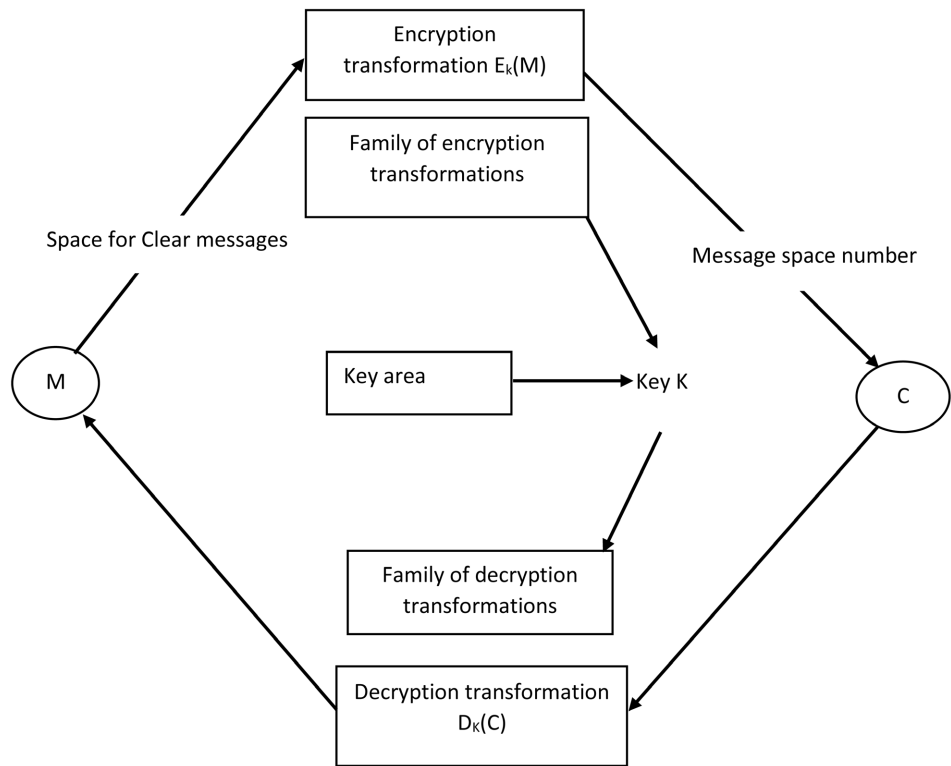 Encryption
transformation Eₖ(M)
Family of encryption
transformations
Space for Clear messages
Message space number
M
Key area
Key K
C
Family of decryption
transformations
Decryption transformation
Dₖ(C)